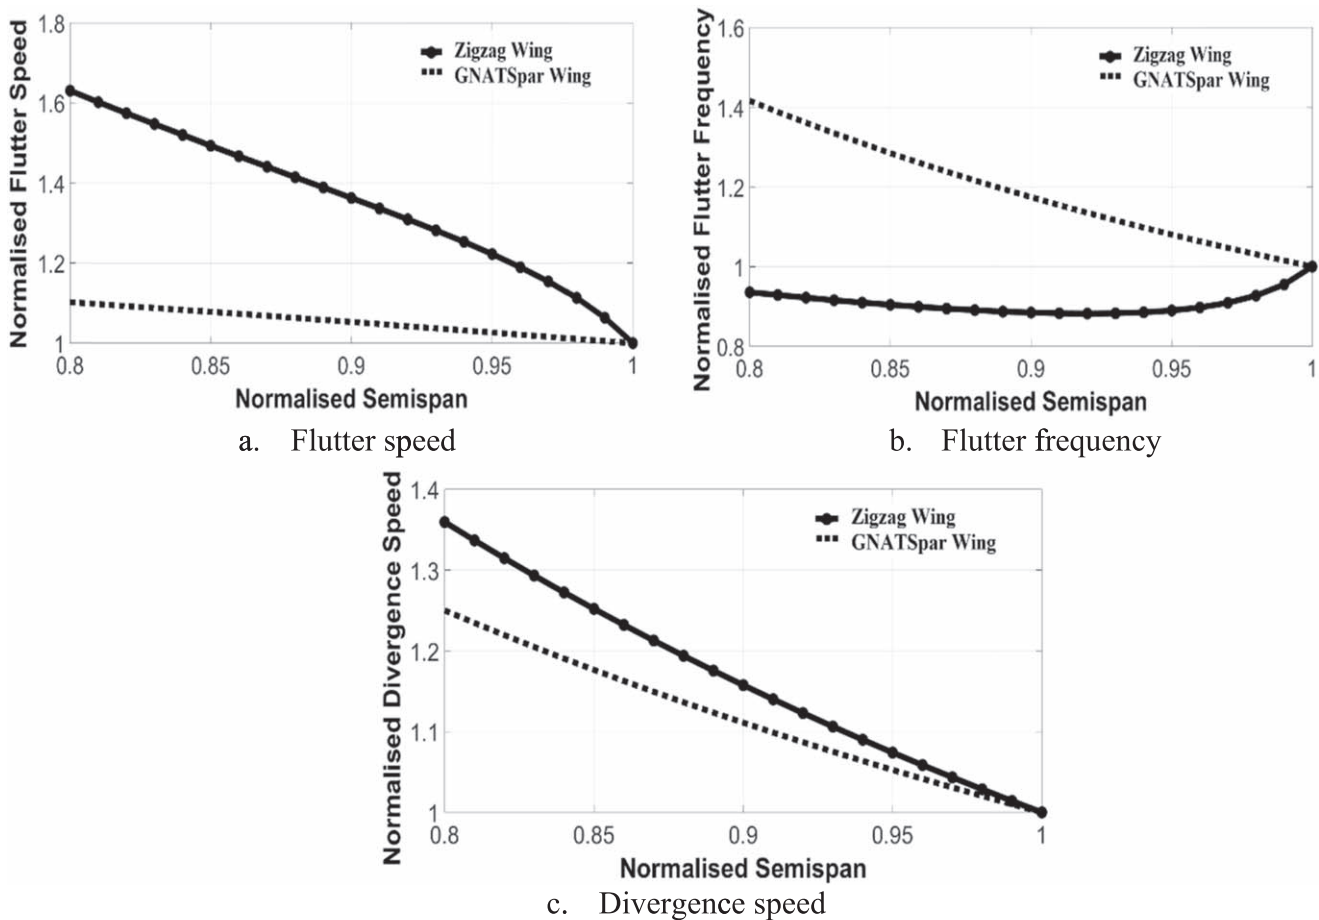 Normalised Flutter Speed
1.8
1.6
1.4
1.2
1
0.8
0.85
0.9
0.95
1
Zigzag Wing
GNATSpar Wing
Normalised Semispan
a. Flutter speed
Normalised Flutter Frequency
1.6
1.4
1.2
1
0.8
0.8
0.85
0.9
0.95
1
Zigzag Wing
GNATSpar Wing
Normalised Semispan
b. Flutter frequency
Normalised Divergence Speed
1.4
1.3
1.2
1.1
1
0.8
0.85
0.9
0.95
1
Zigzag Wing
GNATSpar Wing
Normalised Semispan
c. Divergence speed